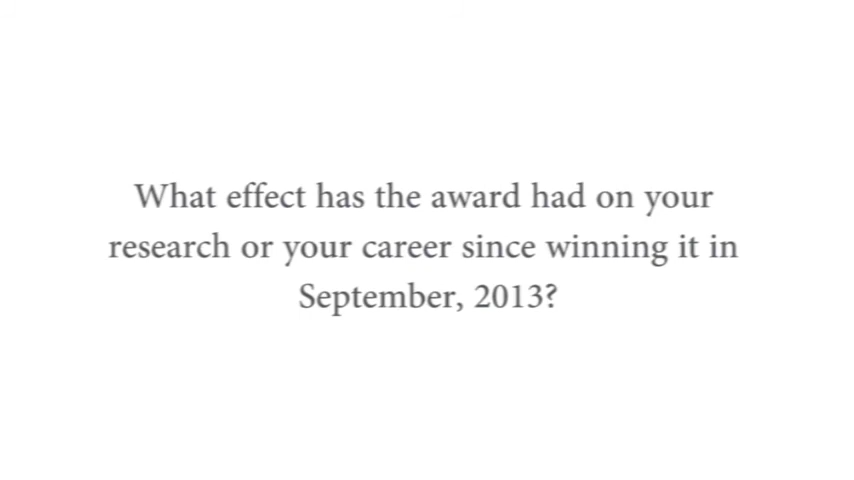 What effect has the award had on your
research or your career since winning it in
September, 2013?